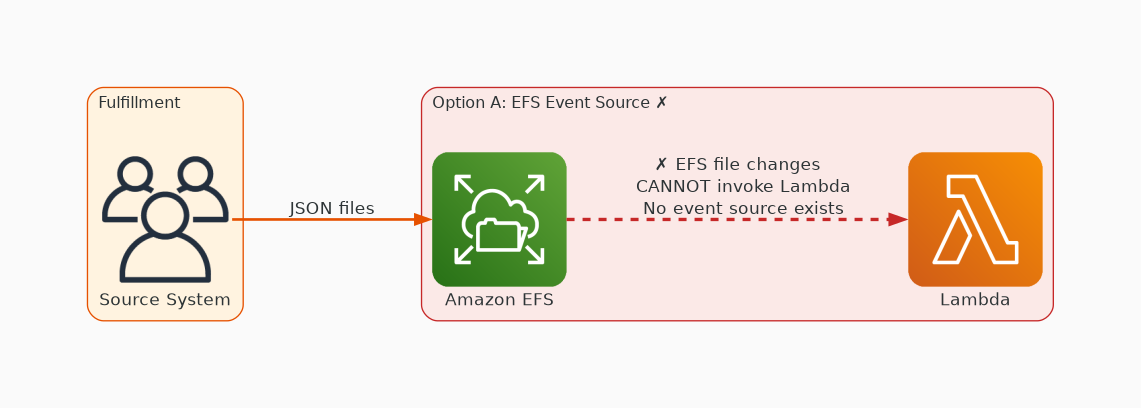 Fulfillment
Source System
JSON files
Option A: EFS Event Source ✗
Amazon EFS
✗ EFS file changes
CANNOT invoke Lambda
No event source exists
Lambda